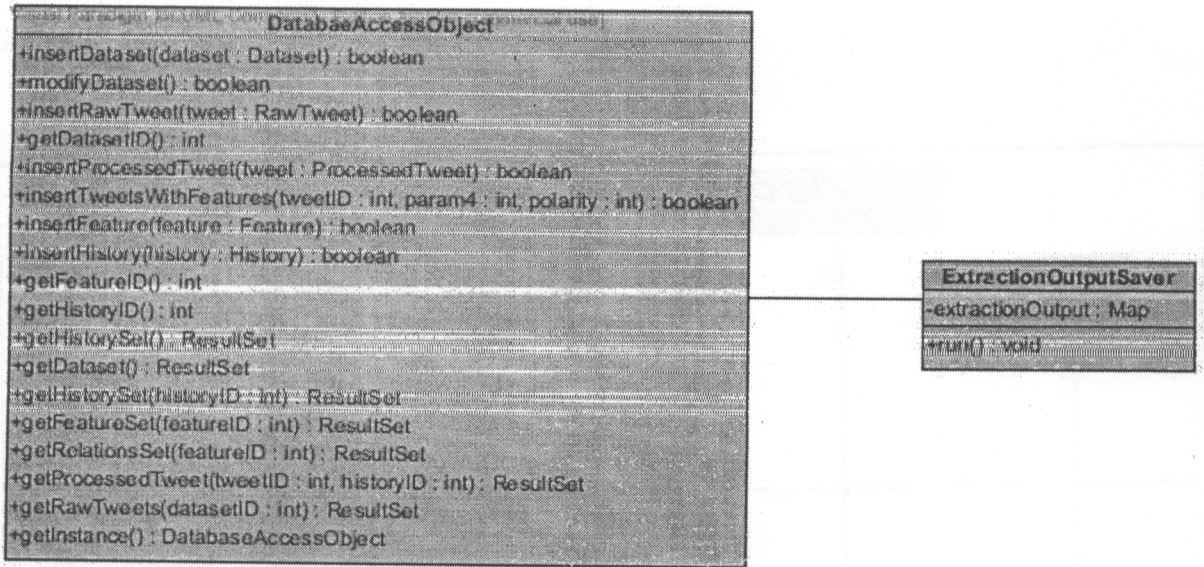 DatabaeAccessObject
+insertDataset(dataset : Dataset) : boolean
+modifyDataset() : boolean
+insertRawTweet(tweet : RawTweet) : boolean
+getDatasetID() : int
+insertProcessedTweet(tweet : ProcessedTweet) : boolean
+insertTweetsWithFeatures(tweetID : int, param4 : int, polarity : int) : boolean
+insertFeature(feature : Feature) : boolean
+insertHistory(history : History) : boolean
+getFeatureID() : int
+getHistoryID() : int
+getHistorySet() : ResultSet
+getDataset() : ResultSet
+getHistorySet(historyID : int) : ResultSet
+getFeatureSet(featureID : int) : ResultSet
+getRelationsSet(featureID : int) : ResultSet
+getProcessedTweet(tweetID : int, historyID : int) : ResultSet
+getRawTweets(datasetID : int) : ResultSet
+getInstance() : DatabaseAccessObject
ExtractionOutputSaver
-extractionOutput : Map
+run() : void